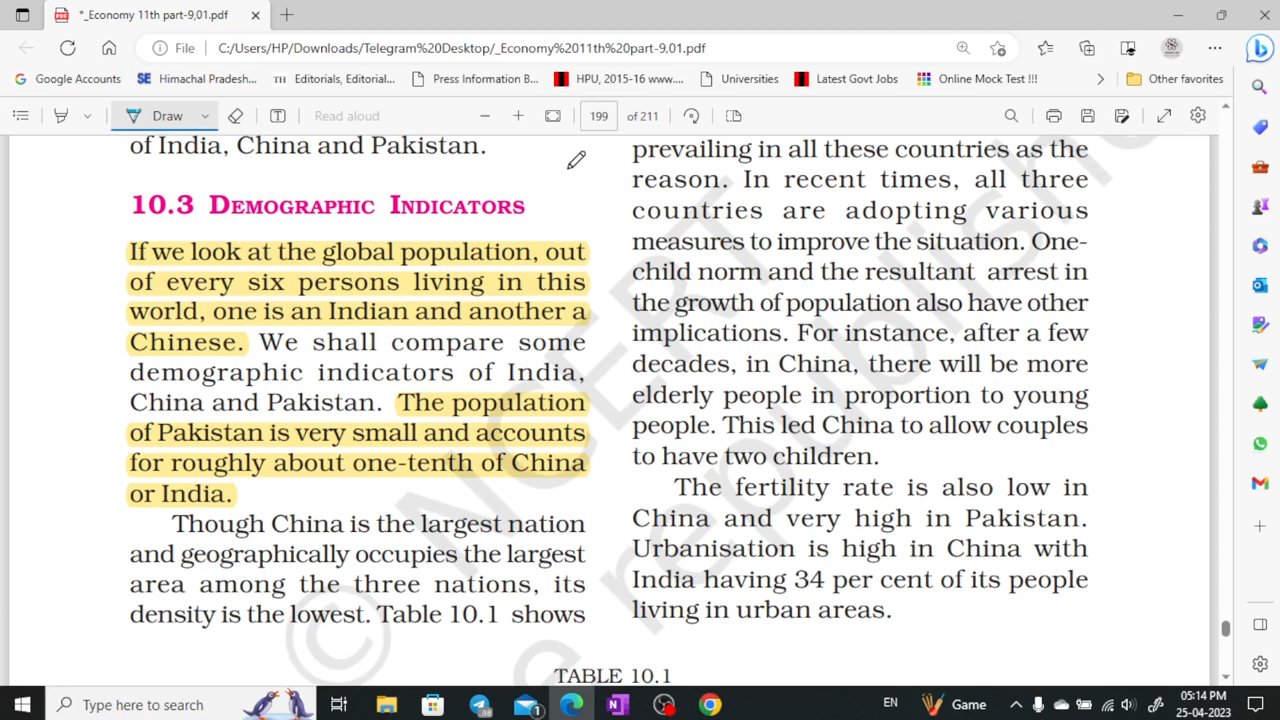 *_Economy 11th part-9,01.pdf
File C:/Users/HP/Downloads/Telegram%20Desktop/_Economy%2011th%20part-9,01.pdf
Google Accounts SE Himachal Pradesh... TH Editorials, Editorial... Press Information B... HPU, 2015-16 www.... Universities Latest Govt Jobs Online Mock Test !!! Other favorites
Draw Read aloud 199 of 211
of India, China and Pakistan.
10.3 DEMOGRAPHIC INDICATORS
If we look at the global population, out
of every six persons living in this
world, one is an Indian and another a
Chinese. We shall compare some
demographic indicators of India,
China and Pakistan. The population
of Pakistan is very small and accounts
for roughly about one-tenth of China
or India.
Though China is the largest nation
and geographically occupies the largest
area among the three nations, its
density is the lowest. Table 10.1 shows
prevailing in all these countries as the
reason. In recent times, all three
countries are adopting various
measures to improve the situation. One-
child norm and the resultant arrest in
the growth of population also have other
implications. For instance, after a few
decades, in China, there will be more
elderly people in proportion to young
people. This led China to allow couples
to have two children.
The fertility rate is also low in
China and very high in Pakistan.
Urbanisation is high in China with
India having 34 per cent of its people
living in urban areas.
TABLE 10.1
© NCERT
be republished
Type here to search EN Game 05:14 PM
25-04-2023